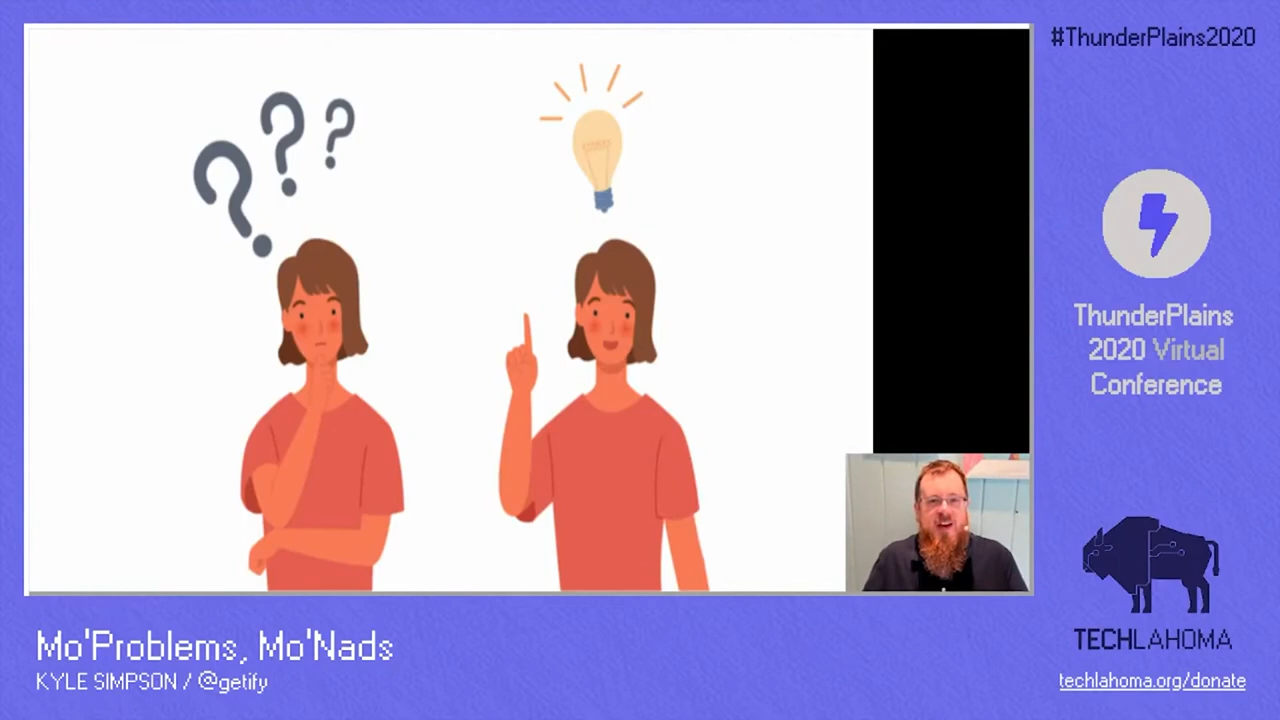 #ThunderPlains2020
? ? ?
ThunderPlains
2020 Virtual
Conference
TECHLAHOMA
techlahoma.org/donate
Mo'Problems, Mo'Nads
KYLE SIMPSON / @getify